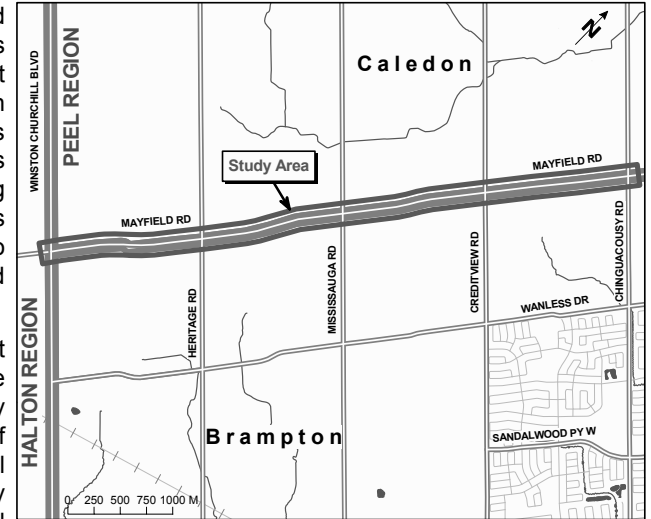 N
Caledon
WINSTON CHURCHILL BLVD
PEEL REGION
Study Area
MAYFIELD RD
MAYFIELD RD
HERITAGE RD
MISSISSAUGA RD
CREDITVIEW RD
CHINGUACOUSY RD
WANLESS DR
HALTON REGION
Brampton
SANDALWOOD PY W
0 250 500 750 1000 M